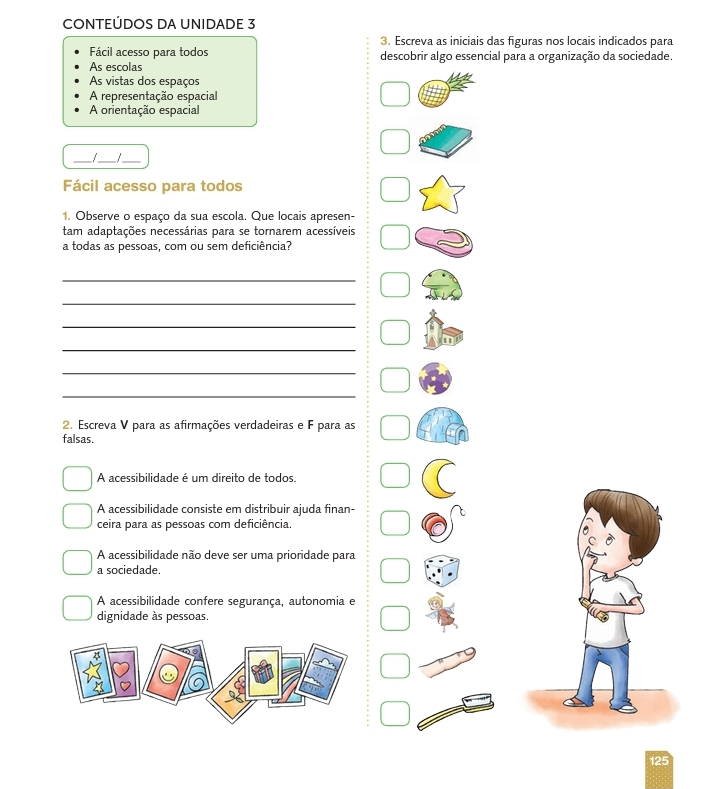 CONTEÚDOS DA UNIDADE 3
• Fácil acesso para todos
• As escolas
• As vistas dos espaços
• A representação espacial
• A orientação espacial
___/___/___
Fácil acesso para todos
1. Observe o espaço da sua escola. Que locais apresen-
tam adaptações necessárias para se tornarem acessíveis
a todas as pessoas, com ou sem deficiência?
2. Escreva V para as afirmações verdadeiras e F para as
falsas.
A acessibilidade é um direito de todos.
A acessibilidade consiste em distribuir ajuda finan-
ceira para as pessoas com deficiência.
A acessibilidade não deve ser uma prioridade para
a sociedade.
A acessibilidade confere segurança, autonomia e
dignidade às pessoas.
3. Escreva as iniciais das figuras nos locais indicados para
descobrir algo essencial para a organização da sociedade.
125